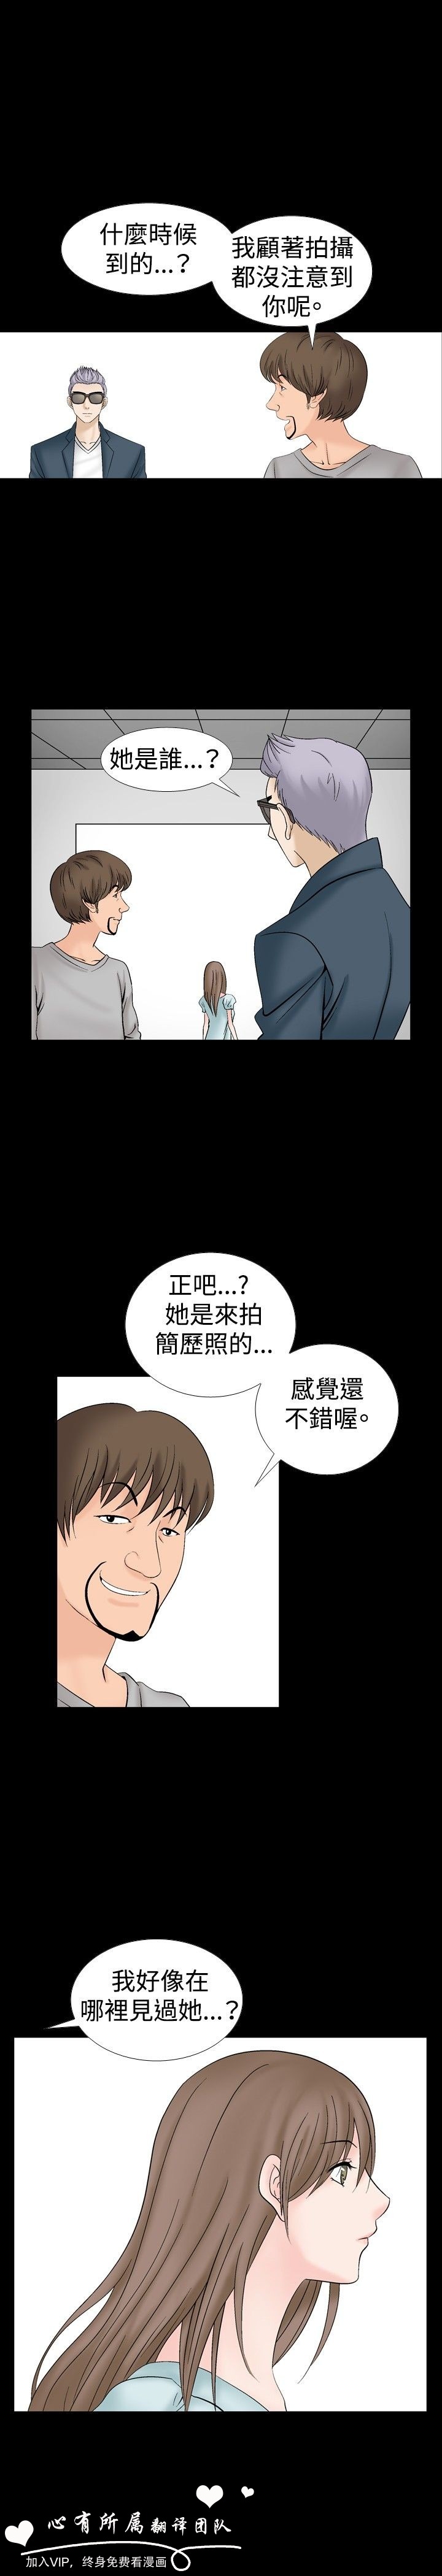 什麼時候
到的...？
我顧著拍攝
都沒注意到
你呢。
她是誰...？
正吧...?
她是來拍
簡歷照的...
感覺還
不錯喔。
我好像在
哪裡見過她...？
心有所属翻译团队
加入VIP，终身免费看漫画